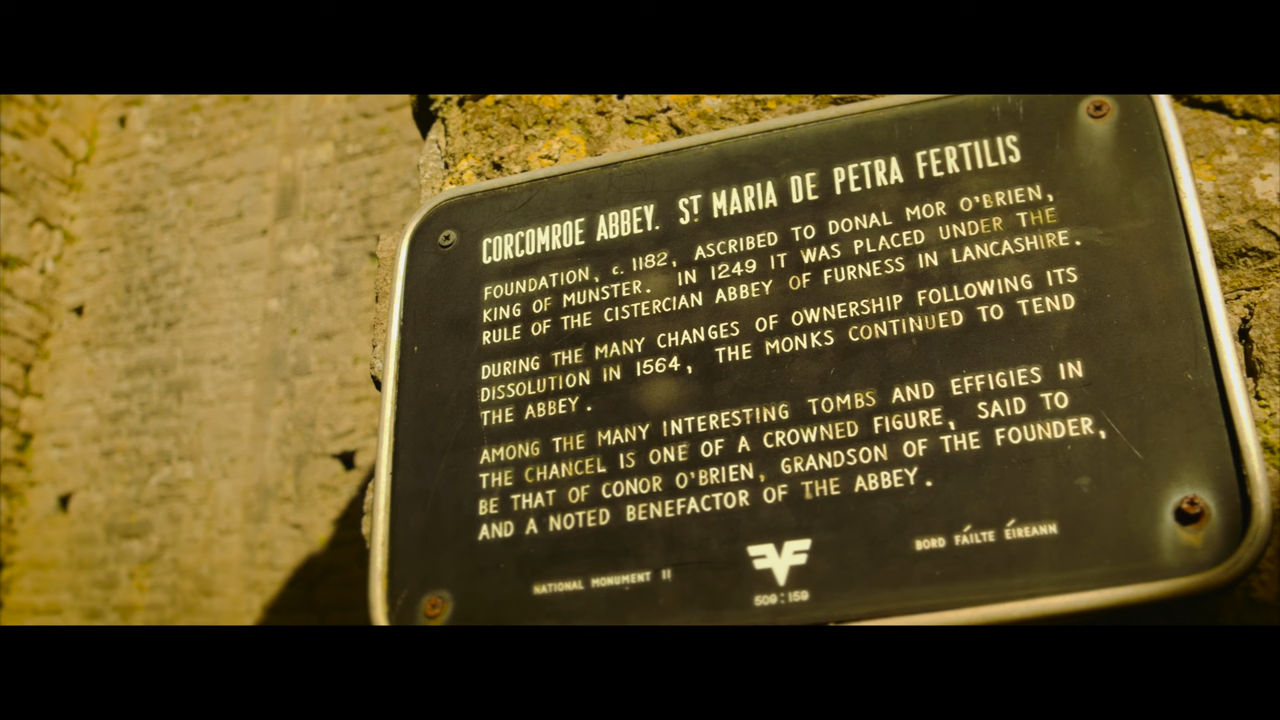 CORCOMROE ABBEY. ST MARIA DE PETRA FERTILIS
FOUNDATION, c. 1182, ASCRIBED TO DONAL MOR O'BRIEN,
KING OF MUNSTER. IN 1249 IT WAS PLACED UNDER THE
RULE OF THE CISTERCIAN ABBEY OF FURNESS IN LANCASHIRE.
DURING THE MANY CHANGES OF OWNERSHIP FOLLOWING ITS
DISSOLUTION IN 1564, THE MONKS CONTINUED TO TEND
THE ABBEY.
AMONG THE MANY INTERESTING TOMBS AND EFFIGIES IN
THE CHANCEL IS ONE OF A CROWNED FIGURE, SAID TO
BE THAT OF CONOR O'BRIEN, GRANDSON OF THE FOUNDER,
AND A NOTED BENEFACTOR OF THE ABBEY.
NATIONAL MONUMENT 11
509:159
BORD FÁILTE ÉIREANN